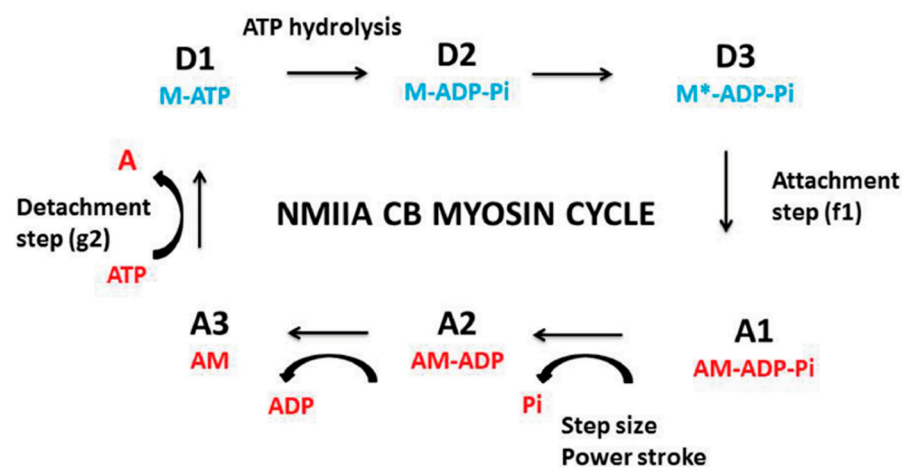 ATP hydrolysis
D1
M-ATP
D2
M-ADP-Pi
D3
M*-ADP-Pi
A
Detachment
step (g2)
ATP
NMIIA CB MYOSIN CYCLE
Attachment
step (f1)
A3
AM
A2
AM-ADP
A1
AM-ADP-Pi
ADP
Pi
Step size
Power stroke